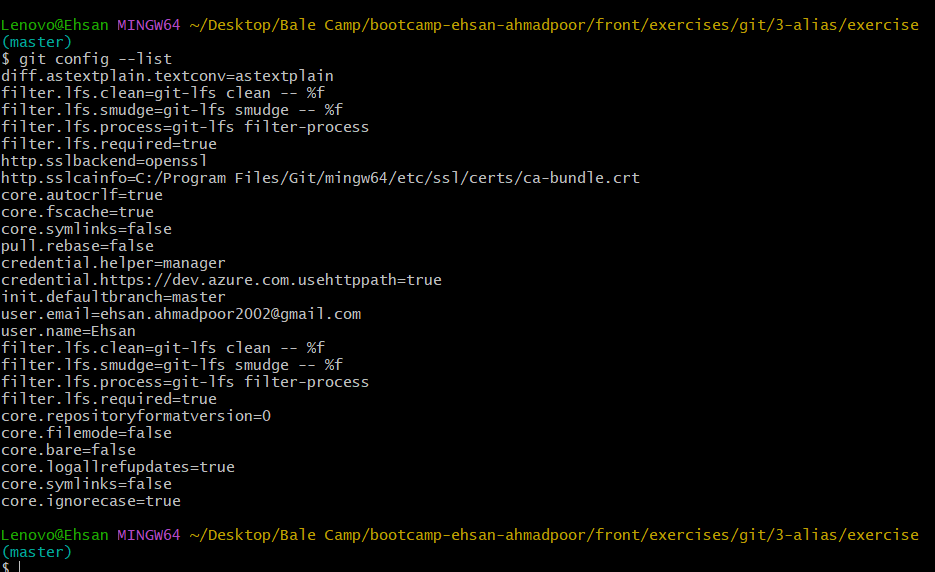 Lenovo@Ehsan MINGW64 ~/Desktop/Bale Camp/bootcamp-ehsan-ahmadpoor/front/exercises/git/3-alias/exercise
(master)
$ git config --list
diff.astextplain.textconv=astextplain
filter.lfs.clean=git-lfs clean -- %f
filter.lfs.smudge=git-lfs smudge -- %f
filter.lfs.process=git-lfs filter-process
filter.lfs.required=true
http.sslbackend=openssl
http.sslcainfo=C:/Program Files/Git/mingw64/etc/ssl/certs/ca-bundle.crt
core.autocrlf=true
core.fscache=true
core.symlinks=false
pull.rebase=false
credential.helper=manager
credential.https://dev.azure.com.usehttppath=true
init.defaultbranch=master
user.email=ehsan.ahmadpoor2002@gmail.com
user.name=Ehsan
filter.lfs.clean=git-lfs clean -- %f
filter.lfs.smudge=git-lfs smudge -- %f
filter.lfs.process=git-lfs filter-process
filter.lfs.required=true
core.repositoryformatversion=0
core.filemode=false
core.bare=false
core.logallrefupdates=true
core.symlinks=false
core.ignorecase=true
Lenovo@Ehsan MINGW64 ~/Desktop/Bale Camp/bootcamp-ehsan-ahmadpoor/front/exercises/git/3-alias/exercise
(master)
$